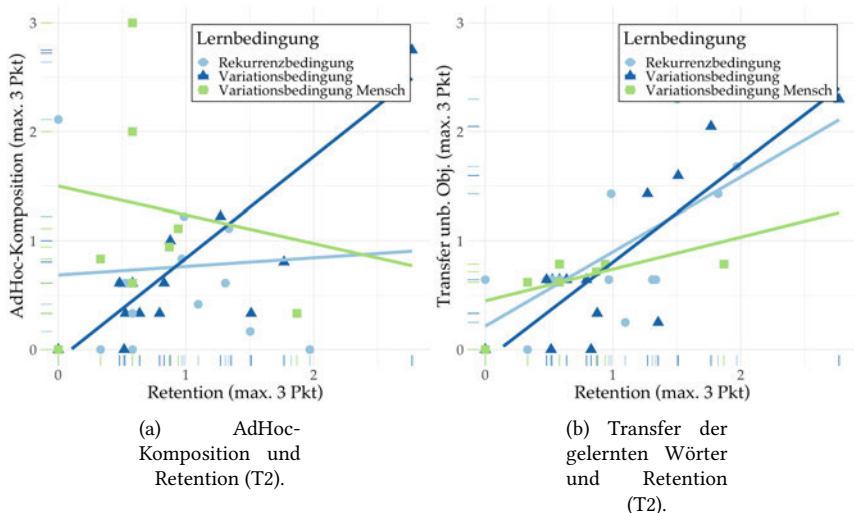 3
2
1
0
AdHoc-Komposition (max. 3 Pkt)
Lernbedingung
Rekurrenzbedingung
Variationsbedingung
Variationsbedingung Mensch
0
1
2
Retention (max. 3 Pkt)
(a) AdHoc-
Komposition und
Retention (T2).
3
2
1
0
Transfer unb. Obj. (max. 3 Pkt)
Lernbedingung
Rekurrenzbedingung
Variationsbedingung
Variationsbedingung Mensch
0
1
2
Retention (max. 3 Pkt)
(b) Transfer der
gelernten Wörter
und Retention
(T2).